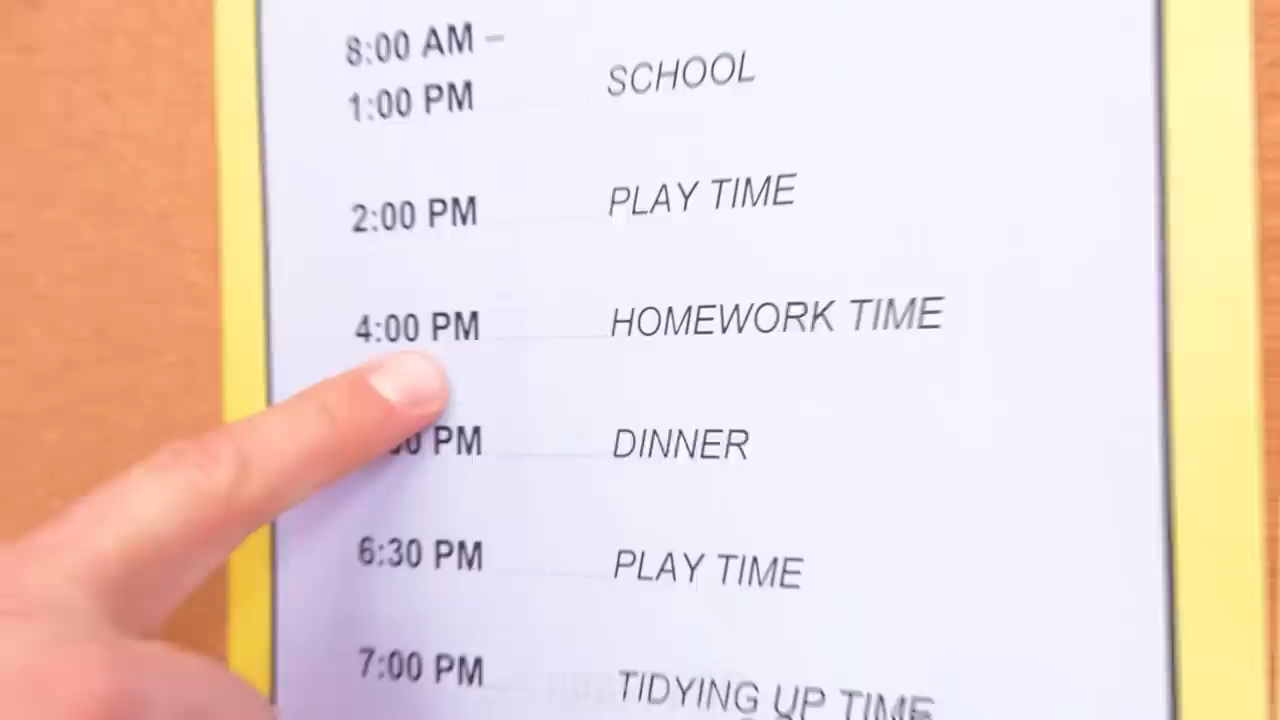 8:00 AM –
1:00 PM SCHOOL
2:00 PM PLAY TIME
4:00 PM HOMEWORK TIME
PM DINNER
6:30 PM PLAY TIME
7:00 PM TIDYING UP TIME